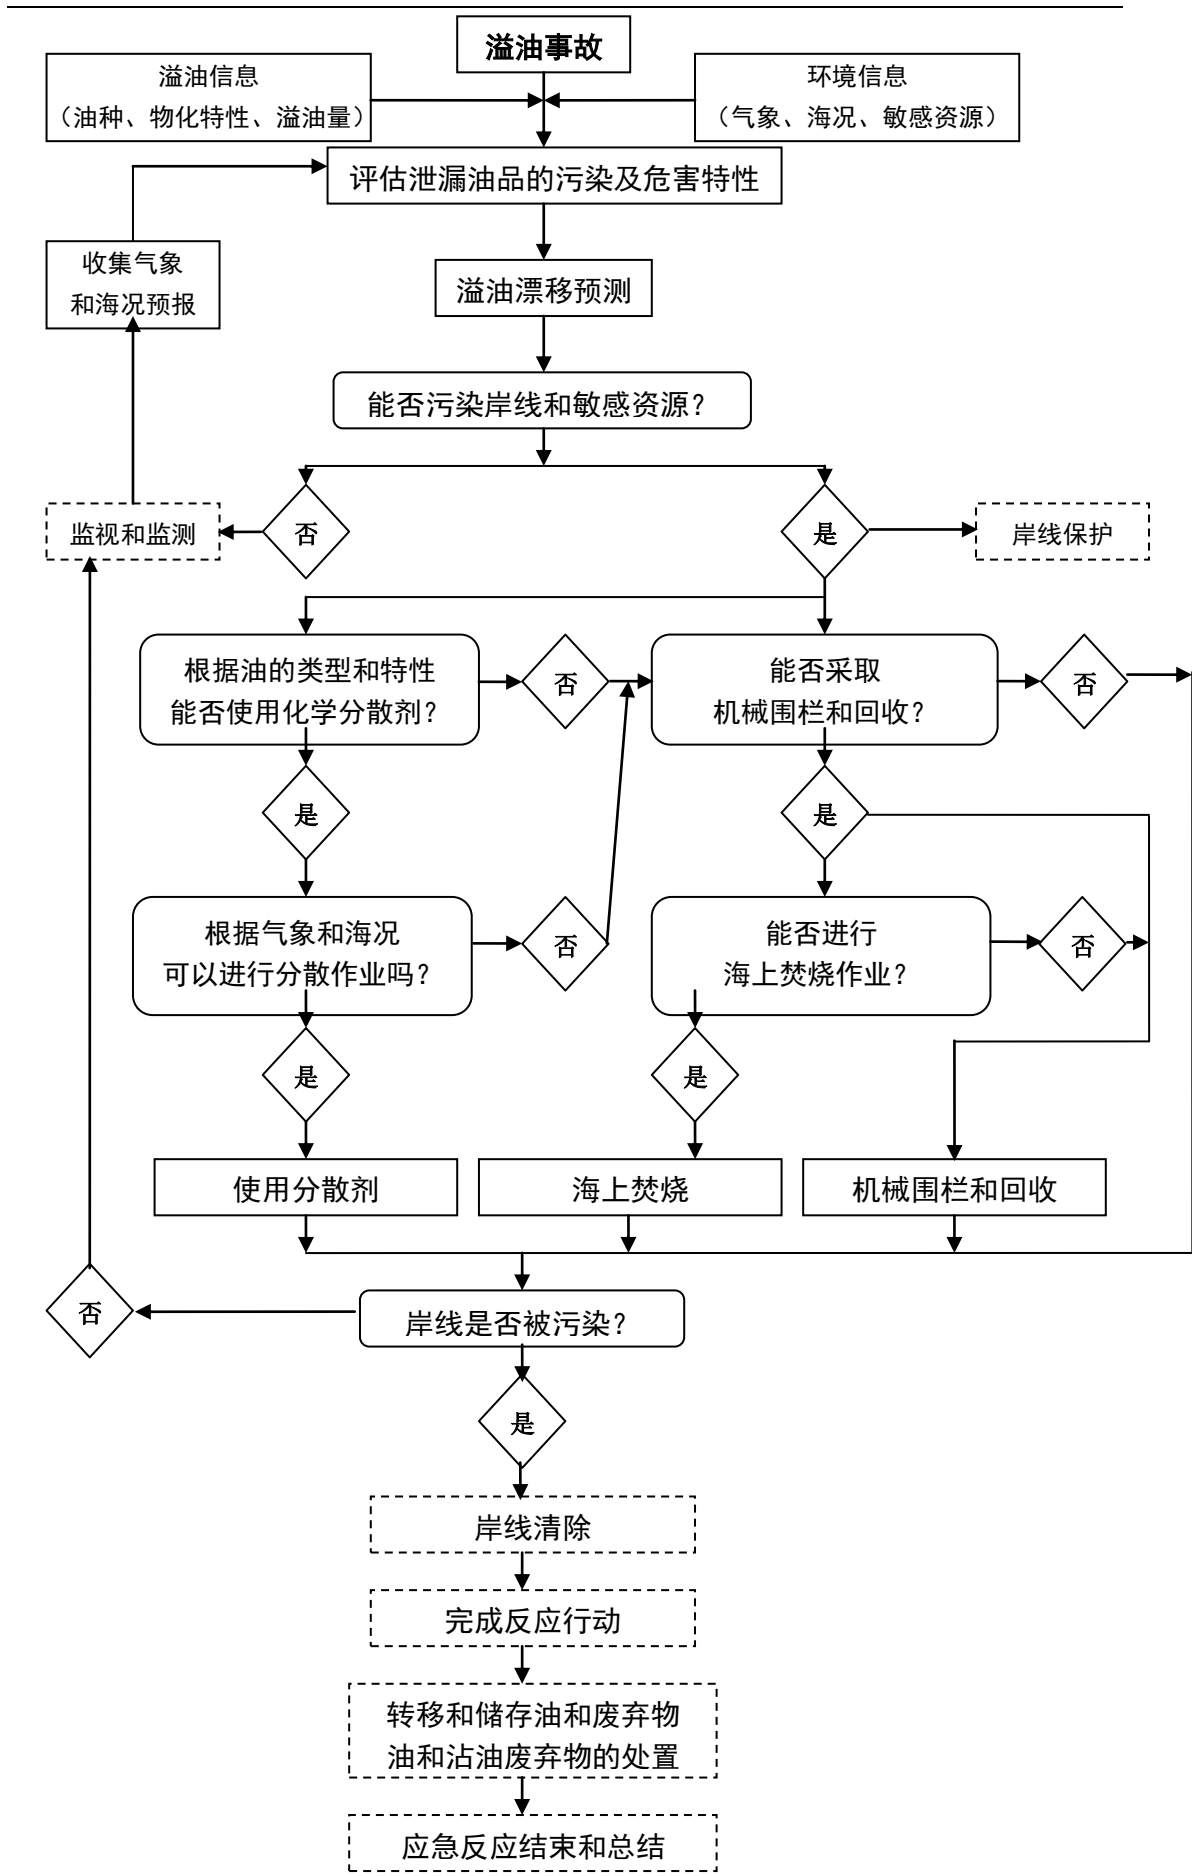 溢油事故
溢油信息
（油种、物化特性、溢油量）
环境信息
（气象、海况、敏感资源）
评估泄漏油品的污染及危害特性
收集气象
和海况预报
溢油漂移预测
能否污染岸线和敏感资源？
监视和监测
否
是
岸线保护
根据油的类型和特性
能否使用化学分散剂？
否
能否采取
机械围栏和回收？
否
是
是
根据气象和海况
可以进行分散作业吗？
否
能否进行
海上焚烧作业？
否
是
是
使用分散剂
海上焚烧
机械围栏和回收
否
岸线是否被污染？
是
岸线清除
完成反应行动
转移和储存油和废弃物
油和沾油废弃物的处置
应急反应结束和总结